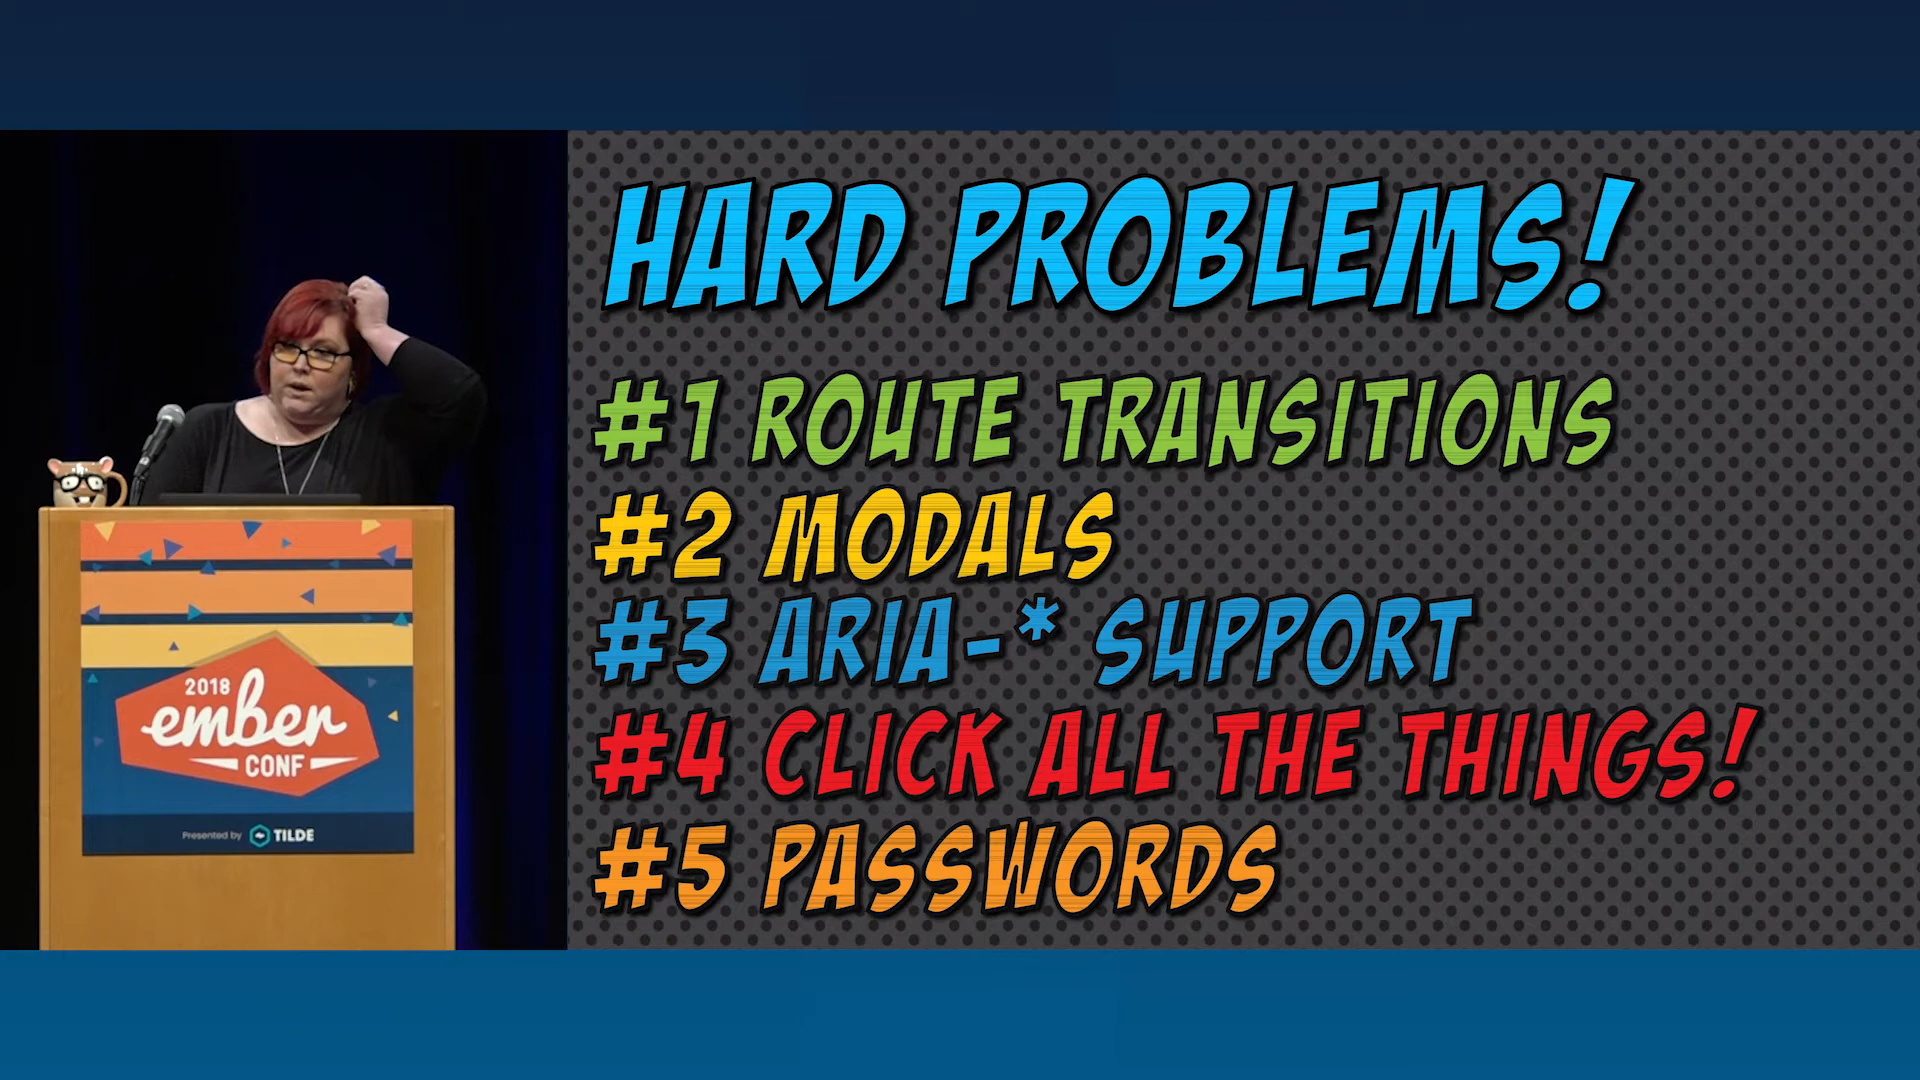 HARD PROBLEMS!
#1 ROUTE TRANSITIONS
#2 MODALS
#3 ARIA-* SUPPORT
#4 CLICK ALL THE THINGS!
#5 PASSWORDS
2018
ember
CONF
Presented by TILDE